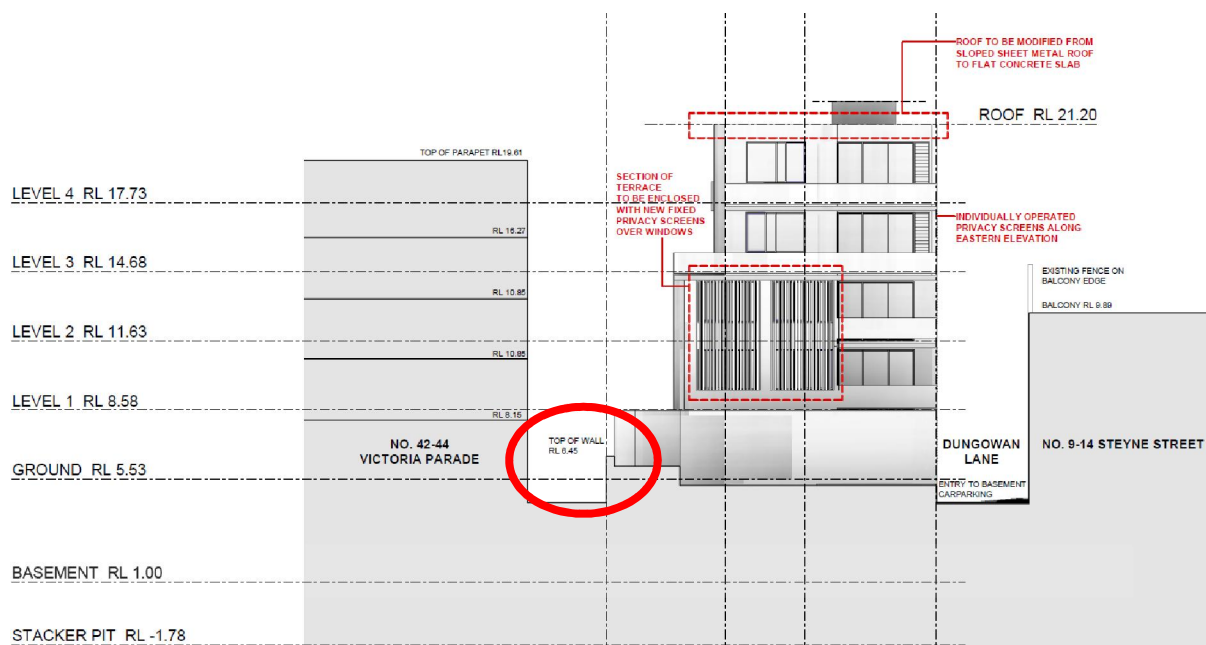 ROOF TO BE MODIFIED FROM
SLOPED SHEET METAL ROOF
TO FLAT CONCRETE SLAB
ROOF RL 21.20
TOP OF PARAPET RL19.61
SECTION OF
TERRACE
TO BE ENCLOSED
WITH NEW FIXED
PRIVACY SCREENS
OVER WINDOWS
LEVEL 4 RL 17.73
INDIVIDUALLY OPERATED
PRIVACY SCREENS ALONG
EASTERN ELEVATION
RL 16.27
LEVEL 3 RL 14.68
EXISTING FENCE ON
BALCONY EDGE
RL 10.85
BALCONY RL 9.89
LEVEL 2 RL 11.63
RL 10.85
LEVEL 1 RL 8.58
RL 8.15
NO. 42-44
VICTORIA PARADE
TOP OF WALL
RL 6.45
DUNGOWAN
LANE
NO. 9-14 STEYNE STREET
GROUND RL 5.53
ENTRY TO BASEMENT
CARPARKING
BASEMENT RL 1.00
STACKER PIT RL -1.78